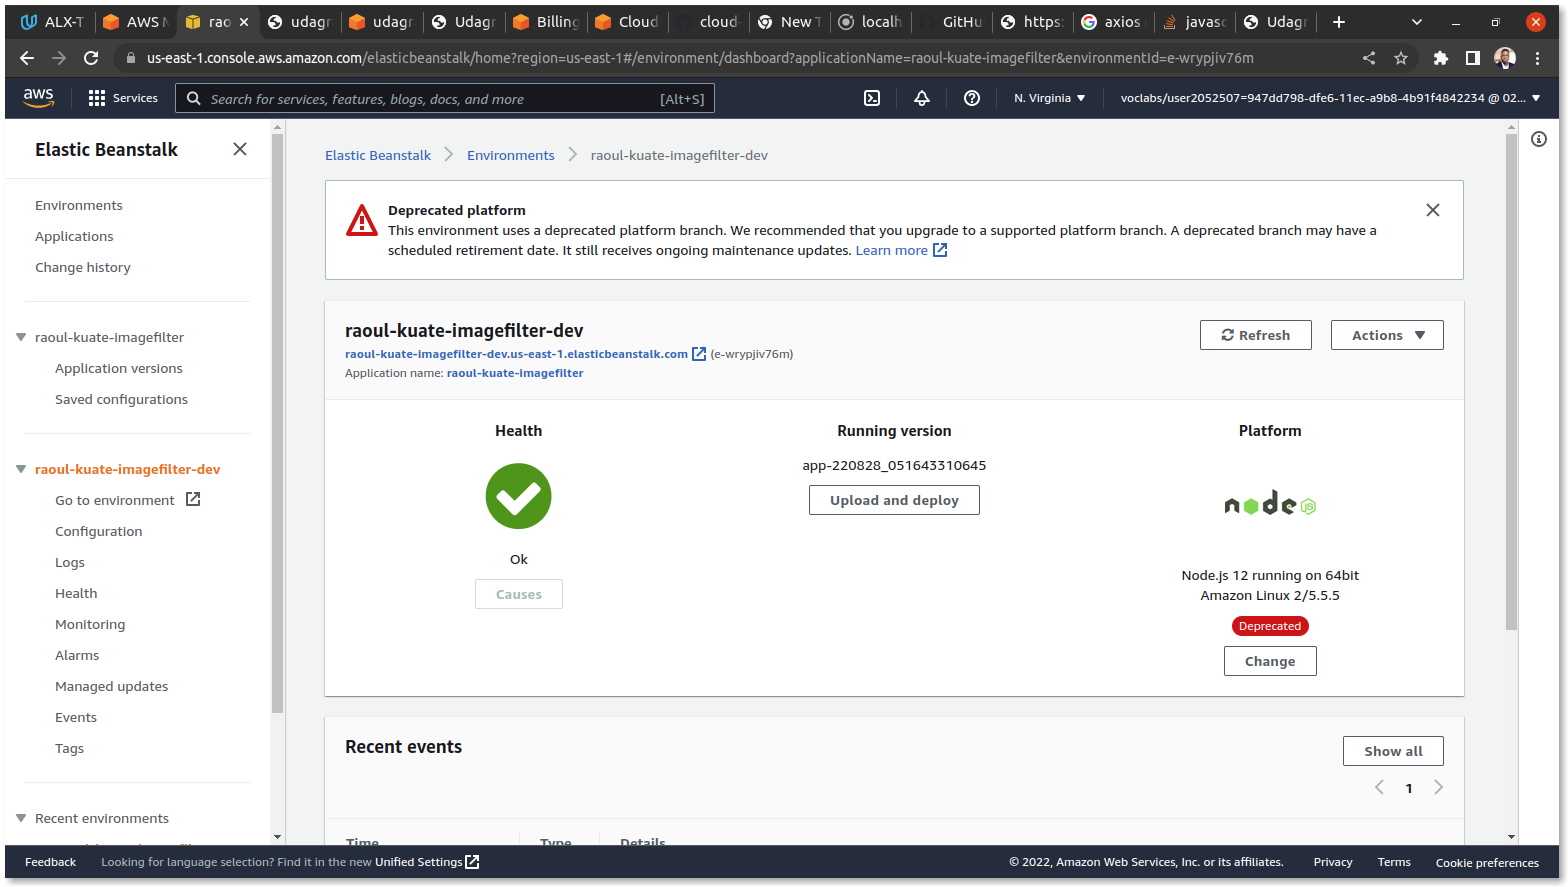 ALX-T
AWS
rao
udagr
udagr
Udagr
Billing
Cloud
cloud-
New T
localh
GitHu
https:
axios
javasc
Udagr
us-east-1.console.aws.amazon.com/elasticbeanstalk/home?region=us-east-1#/environment/dashboard?applicationName=raoul-kuate-imagefilter&environmentId=e-wrypjiv76m
aws
Services
Search for services, features, blogs, docs, and more
[Alt+S]
N. Virginia
voclabs/user2052507=947dd798-dfe6-11ec-a9b8-4b91f4842234 @ 02...
Elastic Beanstalk
Environments
Applications
Change history
raoul-kuate-imagefilter
Application versions
Saved configurations
raoul-kuate-imagefilter-dev
Go to environment
Configuration
Logs
Health
Monitoring
Alarms
Managed updates
Events
Tags
Recent environments
Elastic Beanstalk
Environments
raoul-kuate-imagefilter-dev
Deprecated platform
This environment uses a deprecated platform branch. We recommended that you upgrade to a supported platform branch. A deprecated branch may have a
scheduled retirement date. It still receives ongoing maintenance updates. Learn more
raoul-kuate-imagefilter-dev
raoul-kuate-imagefilter-dev.us-east-1.elasticbeanstalk.com (e-wrypjiv76m)
Application name: raoul-kuate-imagefilter
Refresh
Actions
Health
Ok
Causes
Running version
app-220828_051643310645
Upload and deploy
Platform
node JS
Node.js 12 running on 64bit
Amazon Linux 2/5.5.5
Deprecated
Change
Recent events
Show all
1
Time
Type
Details
Feedback
Looking for language selection? Find it in the new Unified Settings
© 2022, Amazon Web Services, Inc. or its affiliates.
Privacy
Terms
Cookie preferences